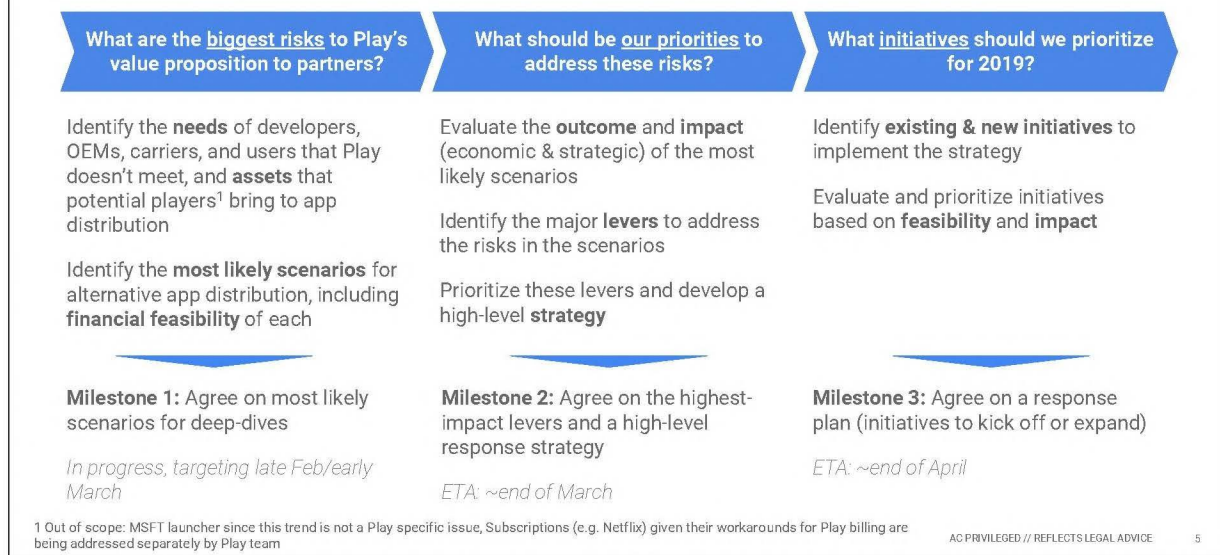 What are the biggest risks to Play's
value proposition to partners?
What should be our priorities to
address these risks?
What initiatives should we prioritize
for 2019?
Identify the needs of developers,
OEMs, carriers, and users that Play
doesn't meet, and assets that
potential players1 bring to app
distribution
Identify the most likely scenarios for
alternative app distribution, including
financial feasibility of each
Evaluate the outcome and impact
(economic & strategic) of the most
likely scenarios
Identify the major levers to address
the risks in the scenarios
Prioritize these levers and develop a
high-level strategy
Identify existing & new initiatives to
implement the strategy
Evaluate and prioritize initiatives
based on feasibility and impact
Milestone 1: Agree on most likely
scenarios for deep-dives
In progress, targeting late Feb/early
March
Milestone 2: Agree on the highest-
impact levers and a high-level
response strategy
ETA: ~end of March
Milestone 3: Agree on a response
plan (initiatives to kick off or expand)
ETA: ~end of April
1 Out of scope: MSFT launcher since this trend is not a Play specific issue, Subscriptions (e.g. Netflix) given their workarounds for Play billing are
being addressed separately by Play team
AC PRIVILEGED // REFLECTS LEGAL ADVICE
5